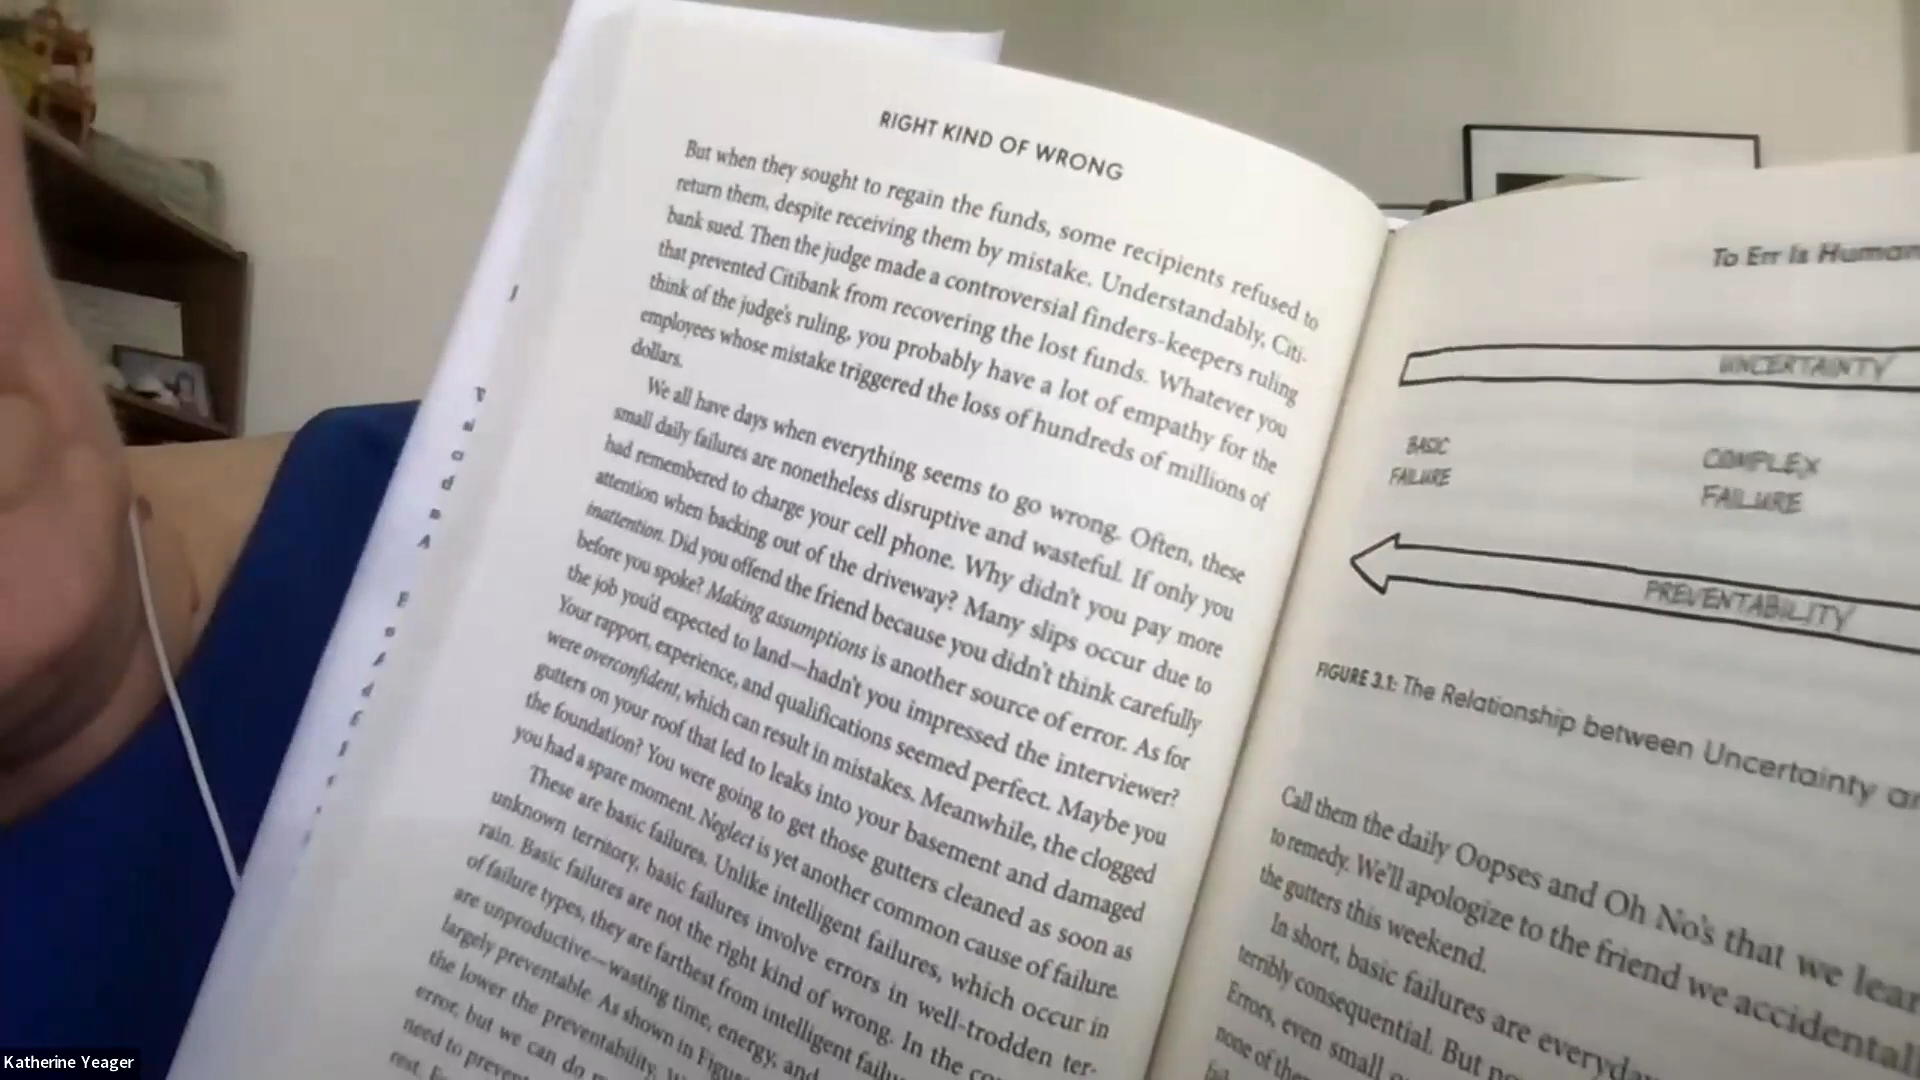 RIGHT KIND OF WRONG
But when they sought to regain the funds, some recipients refused to
return them, despite receiving them by mistake. Understandably, Citi-
bank sued. Then the judge made a controversial finders-keepers ruling
that prevented Citibank from recovering the lost funds. Whatever you
think of the judge's ruling, you probably have a lot of empathy for the
employees whose mistake triggered the loss of hundreds of millions of
dollars.
We all have days when everything seems to go wrong. Often, these
small daily failures are nonetheless disruptive and wasteful. If only you
had remembered to charge your cell phone. Why didn't you pay more
attention when backing out of the driveway? Many slips occur due to
inattention. Did you offend the friend because you didn't think carefully
before you spoke? Making assumptions is another source of error. As for
the job you'd expected to land—hadn't you impressed the interviewer?
Your rapport, experience, and qualifications seemed perfect. Maybe you
were overconfident, which can result in mistakes. Meanwhile, the clogged
gutters on your roof that led to leaks into your basement and damaged
the foundation? You were going to get those gutters cleaned as soon as
you had a spare moment. Neglect is yet another common cause of failure.
These are basic failures. Unlike intelligent failures, which occur in
unknown territory, basic failures involve errors in well-trodden ter-
rain. Basic failures are not the right kind of wrong. In the
of failure types, they are farthest from intelligent
are unproductive—wasting time, energy, and
largely preventable. As shown in
the lower the preventability.
error, but we can do
need to
rest.
To Err Is Human
UNCERTAINTY
BASIC
FAILURE
COMPLEX
FAILURE
PREVENTABILITY
FIGURE 3.1: The Relationship between Uncertainty
Call them the daily Oopses and Oh No's that we
to remedy. We'll apologize to the friend we
the gutters this weekend.
In short, basic failures are
terribly consequential. But
Errors, even small
none of
Katherine Yeager